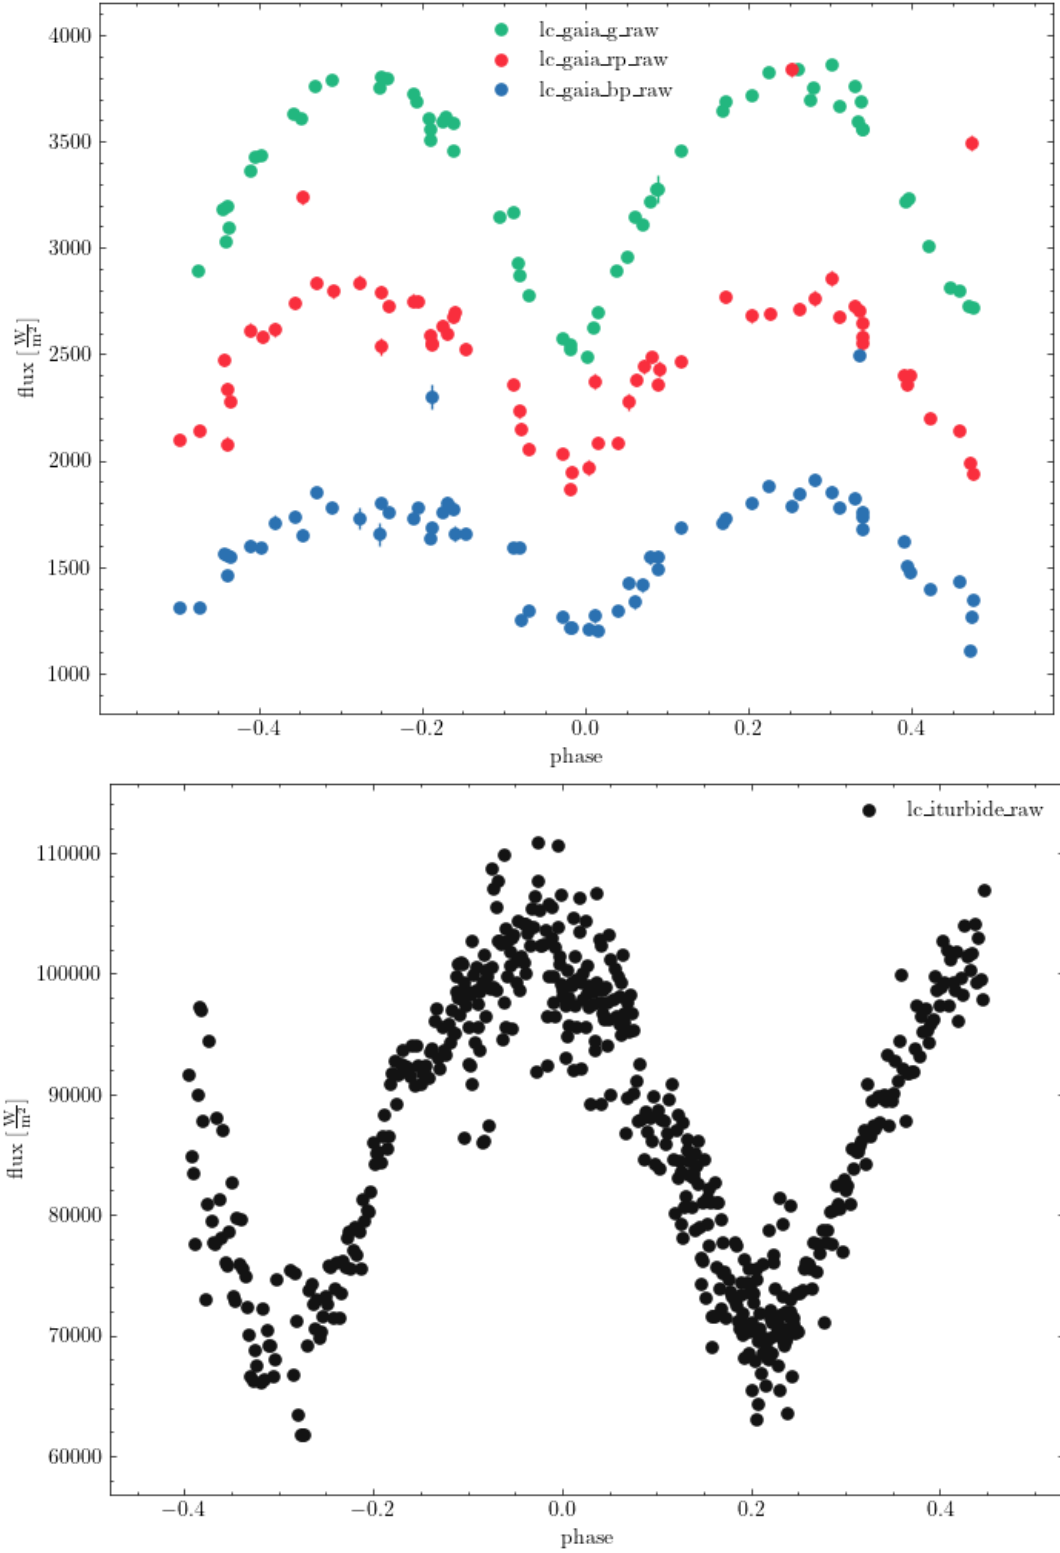 4000
3500
3000
2500
2000
1500
1000
flux [W/m²]
lc_gaia_g_raw
lc_gaia_rp_raw
lc_gaia_bp_raw
−0.4 −0.2 0.0 0.2 0.4
phase
110000
100000
90000
80000
70000
60000
flux [W/m²]
lc_iturbide_raw
−0.4 −0.2 0.0 0.2 0.4
phase